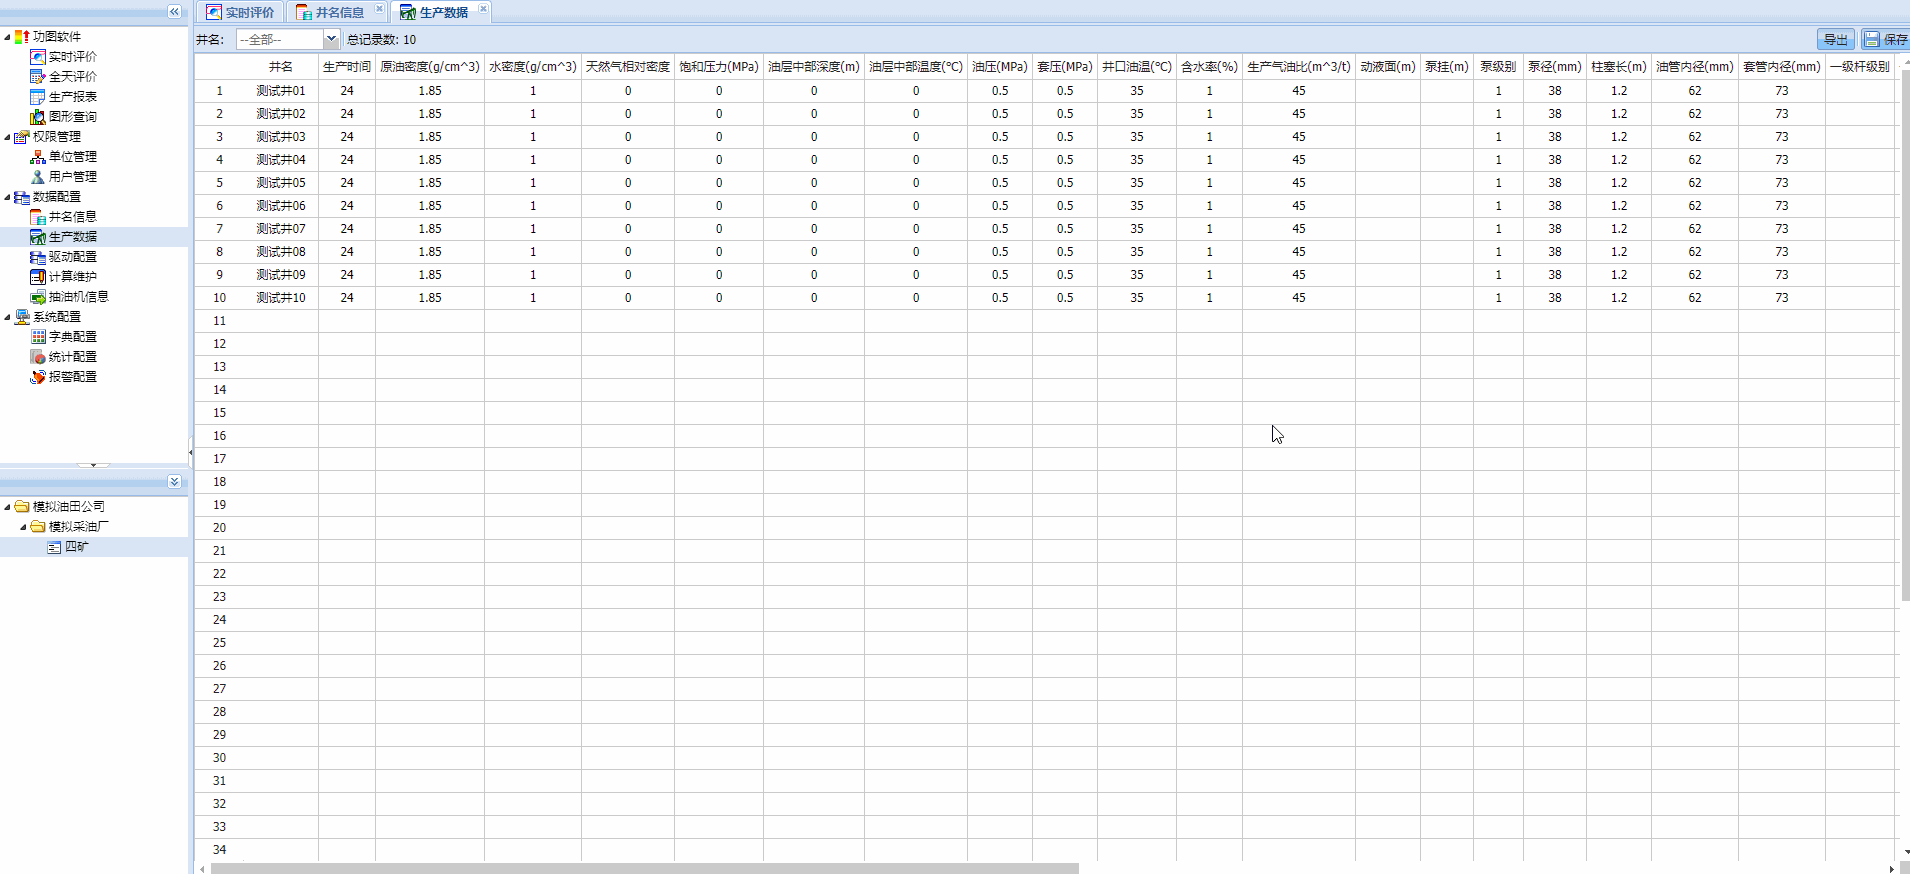 实时评价 井名信息 生产数据
井名: --全部-- 总记录数: 10 导出 保存
功图软件
实时评价
全天评价
生产报表
图形查询
权限管理
单位管理
用户管理
数据配置
井名信息
生产数据
驱动配置
计算维护
抽油机信息
系统配置
字典配置
统计配置
报警配置
模拟油田公司
模拟采油厂
四矿
井名 生产时间 原油密度(g/cm^3) 水密度(g/cm^3) 天然气相对密度 饱和压力(MPa) 油层中部深度(m) 油层中部温度(℃) 油压(MPa) 套压(MPa) 井口油温(℃) 含水率(%) 生产气油比(m^3/t) 动液面(m) 泵挂(m) 泵级别 泵径(mm) 柱塞长(m) 油管内径(mm) 套管内径(mm) 一级杆级别
1 测试井01 24 1.85 1 0 0 0 0 0.5 0.5 35 1 45 1 38 1.2 62 73
2 测试井02 24 1.85 1 0 0 0 0 0.5 0.5 35 1 45 1 38 1.2 62 73
3 测试井03 24 1.85 1 0 0 0 0 0.5 0.5 35 1 45 1 38 1.2 62 73
4 测试井04 24 1.85 1 0 0 0 0 0.5 0.5 35 1 45 1 38 1.2 62 73
5 测试井05 24 1.85 1 0 0 0 0 0.5 0.5 35 1 45 1 38 1.2 62 73
6 测试井06 24 1.85 1 0 0 0 0 0.5 0.5 35 1 45 1 38 1.2 62 73
7 测试井07 24 1.85 1 0 0 0 0 0.5 0.5 35 1 45 1 38 1.2 62 73
8 测试井08 24 1.85 1 0 0 0 0 0.5 0.5 35 1 45 1 38 1.2 62 73
9 测试井09 24 1.85 1 0 0 0 0 0.5 0.5 35 1 45 1 38 1.2 62 73
10 测试井10 24 1.85 1 0 0 0 0 0.5 0.5 35 1 45 1 38 1.2 62 73
11
12
13
14
15
16
17
18
19
20
21
22
23
24
25
26
27
28
29
30
31
32
33
34